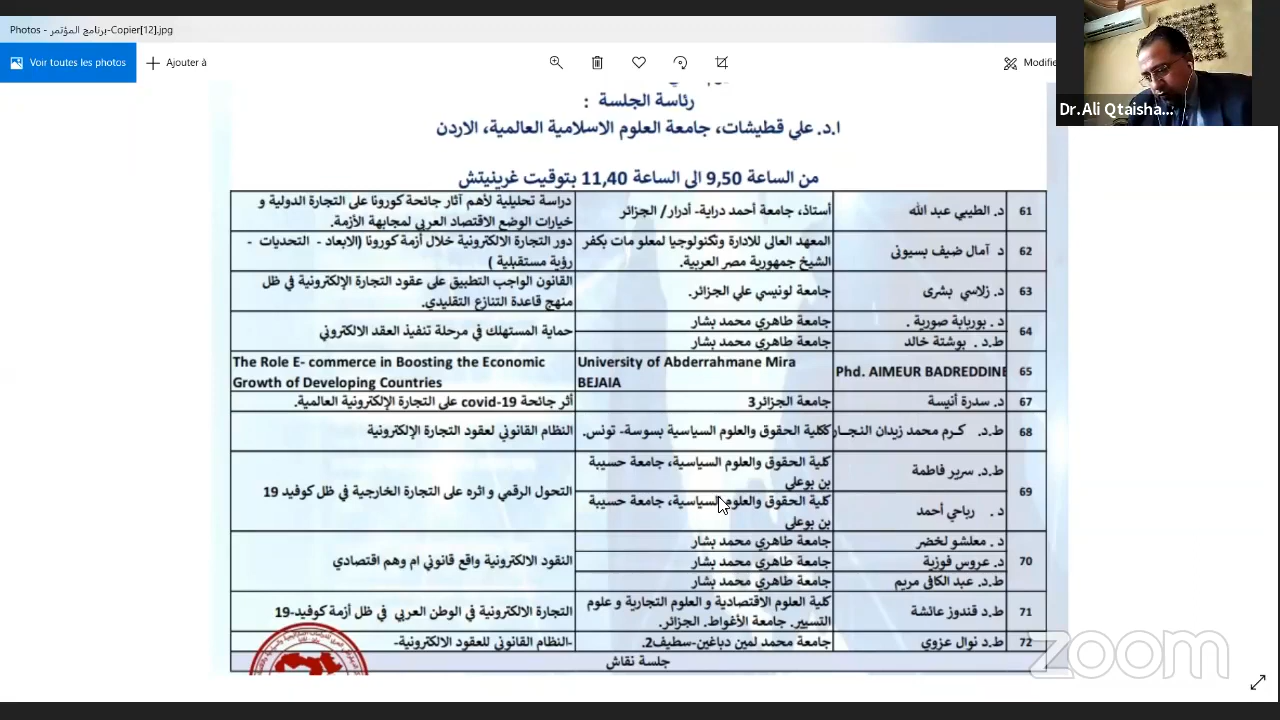 Photos - برنامج المؤتمر-Copier[12].jpg
Voir toutes les photos
Ajouter à
Modifie
Dr.Ali Qtaisha...
رئاسة الجلسة :
ا.د. علي قطيشات، جامعة العلوم الاسلامية العالمية، الاردن
من الساعة 9,50 الى الساعة 11,40 بتوقيت غرينيتش
61
د. الطيبي عبد الله
أستاذ، جامعة أحمد دراية- أدرار/ الجزائر
دراسة تحليلية لأهم آثار جائحة كورونا على التجارة الدولية و
خيارات الوضع الاقتصاد العربي لمجابهة الأزمة.
62
د آمال ضيف بسيونى
المعهد العالى للادارة وتكنولوجيا لمعلو مات بكفر
الشيخ جمهورية مصر العربية.
دور التجارة الالكترونية خلال أزمة كورونا (الابعاد - التحديات -
رؤية مستقبلية )
63
د. زلاسي بشرى
جامعة لونيسي علي الجزائر.
القانون الواجب التطبيق على عقود التجارة الإلكترونية في ظل
منهج قاعدة التنازع التقليدي.
64
د . بوربابة صورية .
جامعة طاهري محمد بشار
ط.د. . بوشتة خالد
جامعة طاهري محمد بشار
حماية المستهلك في مرحلة تنفيذ العقد الالكتروني
65
Phd. AIMEUR BADREDDINE
University of Abderrahmane Mira
BEJAIA
The Role E- commerce in Boosting the Economic
Growth of Developing Countries
67
د. سدرة أنيسة
جامعة الجزائر3
أثر جائحة covid-19 على التجارة الإلكترونية العالمية.
68
ط.د. كرم محمد زيدان النجار
كلية الحقوق والعلوم السياسية بسوسة- تونس.
النظام القانوني لعقود التجارة الإلكترونية
69
ط.د. سرير فاطمة
كلية الحقوق والعلوم السياسية، جامعة حسيبة
بن بوعلي
د . رباحي أحمد
كلية الحقوق والعلوم السياسية، جامعة حسيبة
بن بوعلي
التحول الرقمي و اثره على التجارة الخارجية في ظل كوفيد 19
70
د . معلشو لخضر
جامعة طاهري محمد بشار
د. عروس فوزية
جامعة طاهري محمد بشار
ط.د. عبد الكافي مريم
جامعة طاهري محمد بشار
النقود الالكترونية واقع قانوني ام وهم اقتصادي
71
ط.د قندوز عائشة
كلية العلوم الاقتصادية و العلوم التجارية و علوم
التسيير. جامعة الأغواط. الجزائر.
التجارة الالكترونية في الوطن العربي في ظل أزمة كوفيد-19
72
ط.د نوال عزوي
جامعة محمد لمين دباغين-سطيف2.
-النظام القانوني للعقود الالكترونية-
جلسة نقاش
zoom